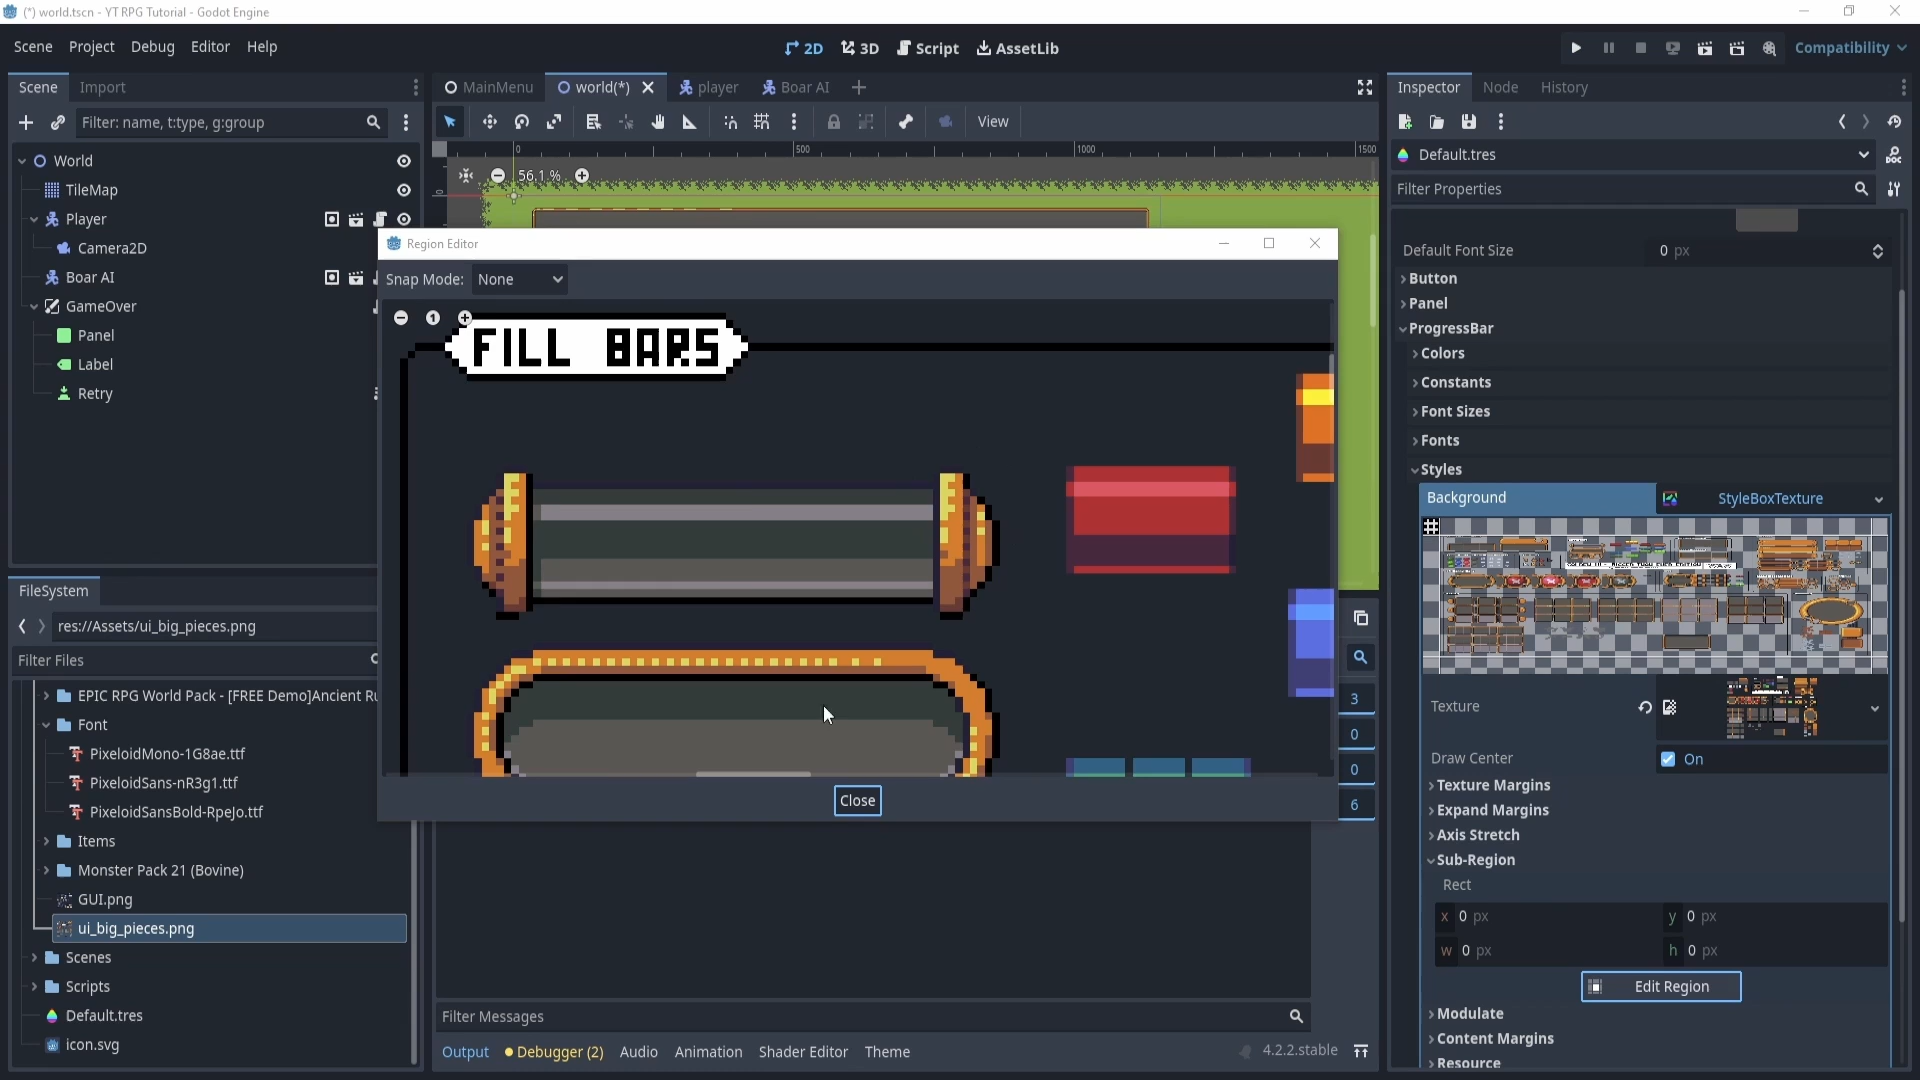 (*) world.tscn - YT RPG Tutorial - Godot Engine
Scene Project Debug Editor Help
2D 3D Script AssetLib
Compatibility
Scene Import
MainMenu world(*) player Boar AI
Inspector Node History
Filter: name, t:type, g:group
View
World
TileMap
Player
Camera2D
Boar AI
GameOver
Panel
Label
Retry
0 500 1000 1500
56.1 %
Region Editor
Snap Mode: None
FILL BARS
Close
3
0
0
6
Default.tres
Filter Properties
Default Font Size 0 px
Button
Panel
ProgressBar
Colors
Constants
Font Sizes
Fonts
Styles
Background StyleBoxTexture
Texture
Draw Center On
Texture Margins
Expand Margins
Axis Stretch
Sub-Region
Rect
x 0 px y 0 px
w 0 px h 0 px
Edit Region
Modulate
Content Margins
Resource
FileSystem
res://Assets/ui_big_pieces.png
Filter Files
EPIC RPG World Pack - [FREE Demo]Ancient Ru
Font
PixeloidMono-1G8ae.ttf
PixeloidSans-nR3g1.ttf
PixeloidSansBold-RpeJo.ttf
Items
Monster Pack 21 (Bovine)
GUI.png
ui_big_pieces.png
Scenes
Scripts
Default.tres
icon.svg
Filter Messages
Output Debugger (2) Audio Animation Shader Editor Theme
4.2.2.stable